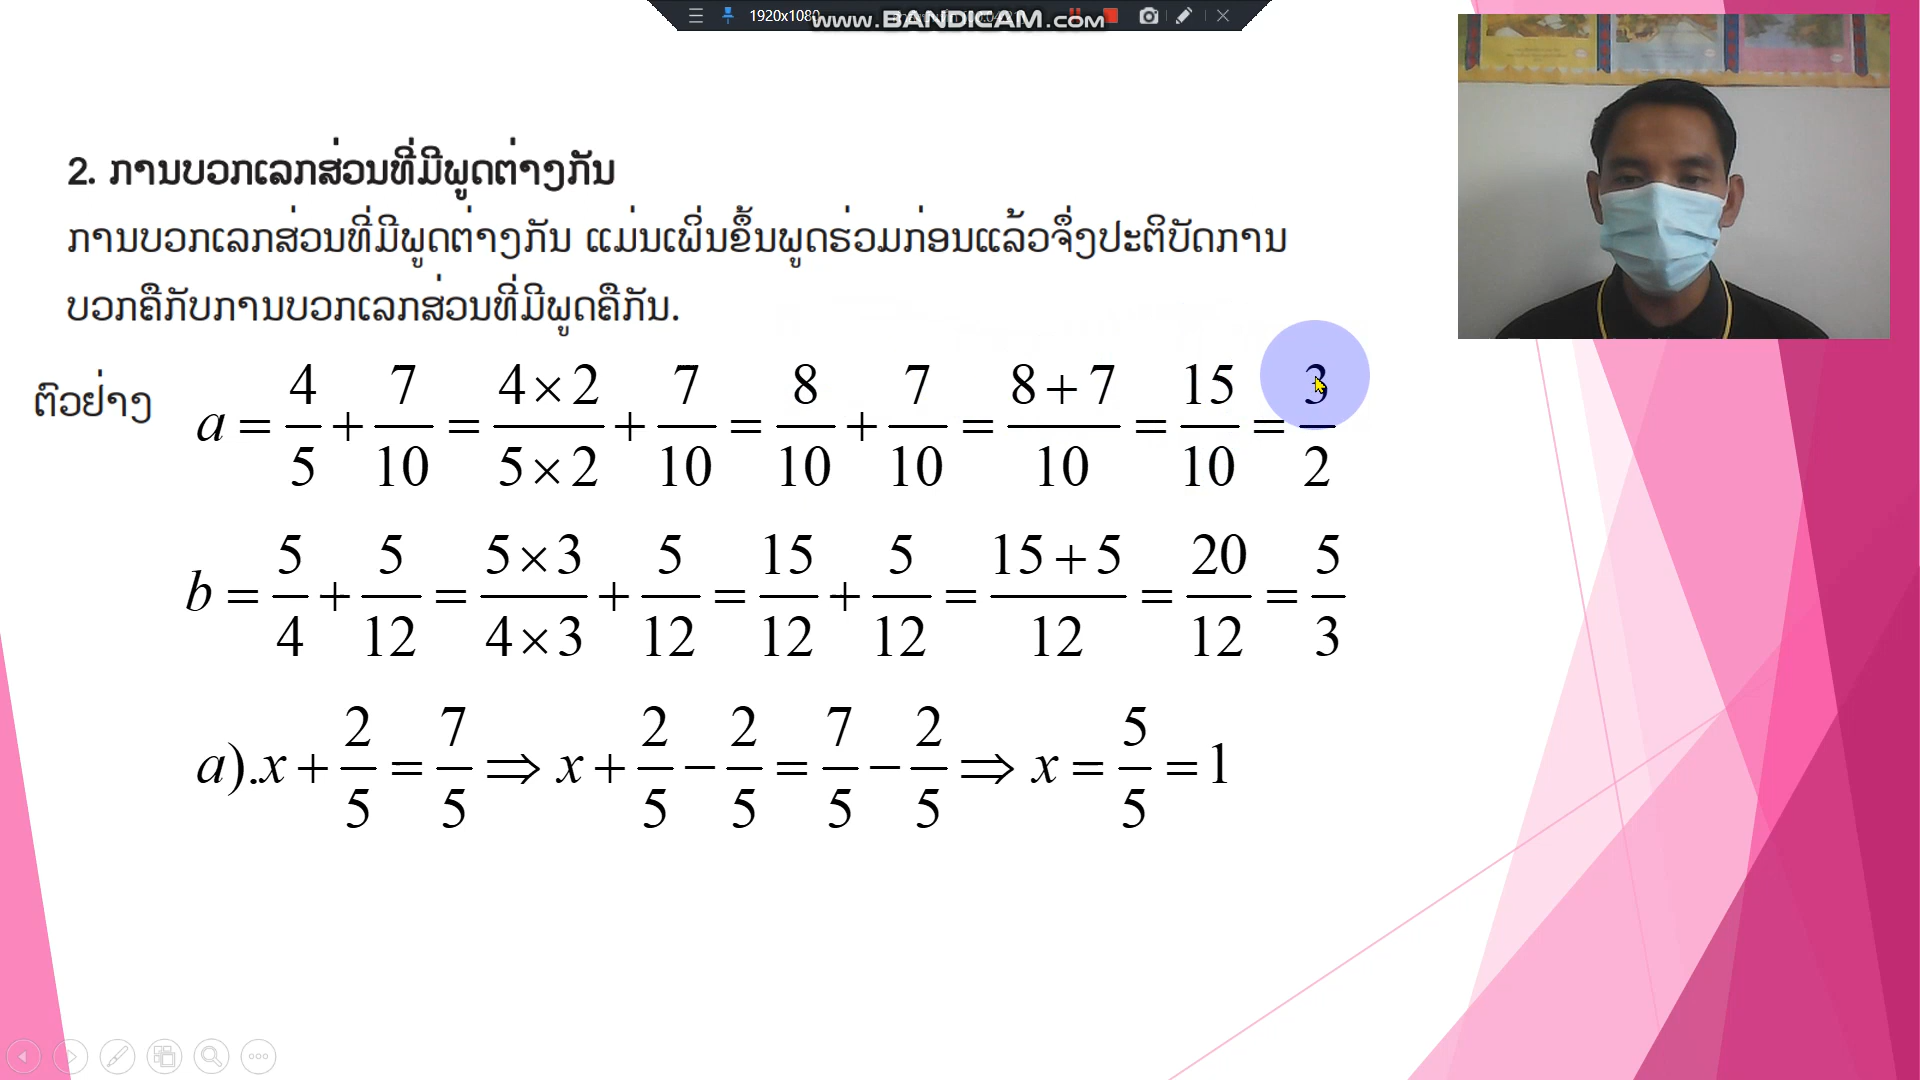 1920x1080
www.BANDICAM.com
2. ການບວກເລກສ່ວນທີ່ມີພູດຕ່າງກັນ
ການບວກເລກສ່ວນທີ່ມີພູດຕ່າງກັນ ແມ່ນເພິ່ນຂຶ້ນພູດຮ່ວມກ່ອນແລ້ວຈຶ່ງປະຕິບັດການ
ບວກຄືກັບການບວກເລກສ່ວນທີ່ມີພູດຄືກັນ.
ຕົວຢ່າງ
a = 4/5 + 7/10 = (4 × 2)/(5 × 2) + 7/10 = 8/10 + 7/10 = (8 + 7)/10 = 15/10 = 3/2
b = 5/4 + 5/12 = (5 × 3)/(4 × 3) + 5/12 = 15/12 + 5/12 = (15 + 5)/12 = 20/12 = 5/3
a).x + 2/5 = 7/5 ⇒ x + 2/5 − 2/5 = 7/5 − 2/5 ⇒ x = 5/5 = 1